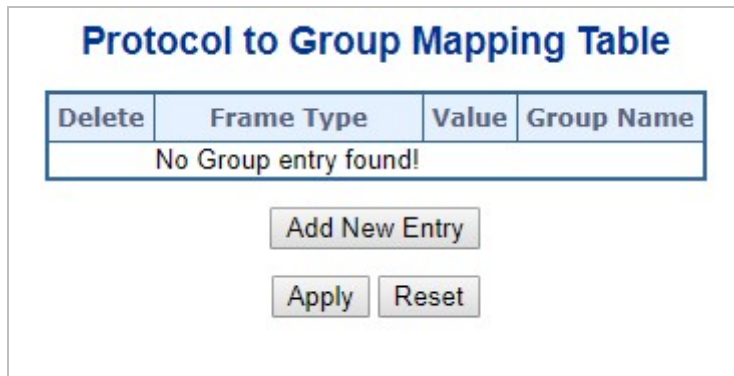 Protocol to Group Mapping Table
Delete Frame Type Value Group Name
No Group entry found!
Add New Entry
Apply Reset